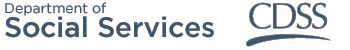 Department of
Social Services
CDSS